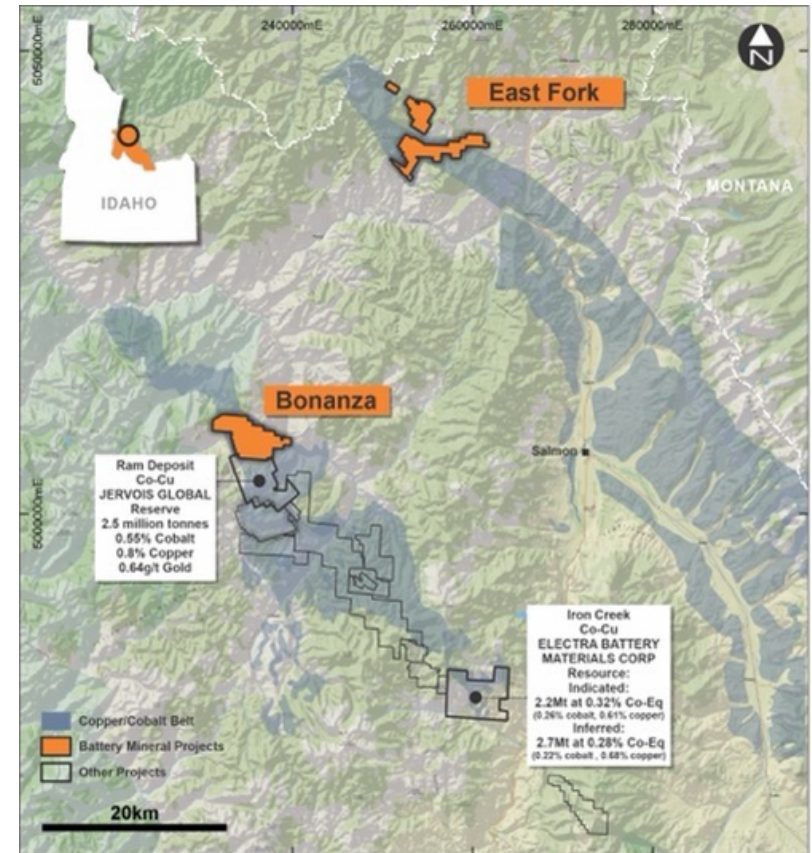 240000mE
260000mE
280000mE
5050000mE
N
East Fork
MONTANA
IDAHO
Bonanza
Salmon
5000000mE
Ram Deposit
Co-Cu
JERVOIS GLOBAL
Reserve
2.5 million tonnes
0.55% Cobalt
0.8% Copper
0.64g/t Gold
Iron Creek
Co-Cu
ELECTRA BATTERY
MATERIALS CORP
Resource:
Indicated:
2.2Mt at 0.32% Co-Eq
(0.26% cobalt, 0.61% copper)
Inferred:
2.7Mt at 0.28% Co-Eq
(0.22% cobalt , 0.68% copper)
Copper/Cobalt Belt
Battery Mineral Projects
Other Projects
20km